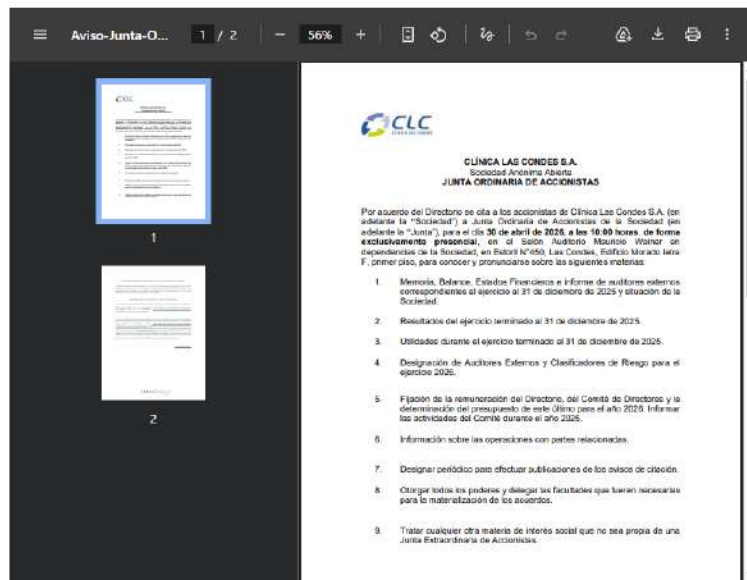 Aviso-Junta-O...
1 / 2
56%
1
2
CLC
CLÍNICA LAS CONDES S.A.
Sociedad Anónima Abierta
JUNTA ORDINARIA DE ACCIONISTAS
Por acuerdo del Directorio se cita a los accionistas de Clínica Las Condes S.A. (en
adelante la "Sociedad") a Junta Ordinaria de Accionistas de la Sociedad (en
adelante la "Junta"), para el día 30 de abril de 2026, a las 10:00 horas, de forma
exclusivamente presencial, en el Salón Auditorio Mauricio Wainer en
dependencias de la Sociedad, en Estoril N°450, Las Condes, Edificio Morado letra
F, primer piso, para conocer y pronunciarse sobre las siguientes materias:
1. Memoria, Balance, Estados Financieros e informe de auditores externos
correspondientes al ejercicio al 31 de diciembre de 2025 y situación de la
Sociedad.
2. Resultados del ejercicio terminado al 31 de diciembre de 2025.
3. Utilidades durante el ejercicio terminado al 31 de diciembre de 2025.
4. Designación de Auditores Externos y Clasificadores de Riesgo para el
ejercicio 2026.
5. Fijación de la remuneración del Directorio, del Comité de Directores y la
determinación del presupuesto de este último para el año 2026. Informar
las actividades del Comité durante el año 2025.
6. Información sobre las operaciones con partes relacionadas.
7. Designar periódico para efectuar publicaciones de los avisos de citación.
8. Otorgar todos los poderes y delegar las facultades que fueren necesarias
para la materialización de los acuerdos.
9. Tratar cualquier otra materia de interés social que no sea propia de una
Junta Extraordinaria de Accionistas.